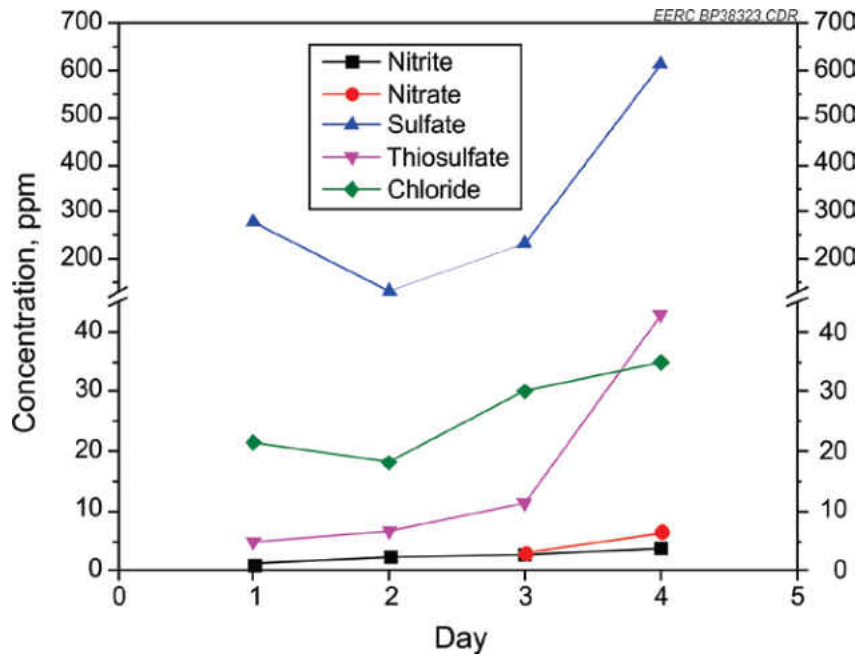 EERC BP38323.CDR
Nitrite
Nitrate
Sulfate
Thiosulfate
Chloride
Concentration, ppm
700
600
500
400
300
200
40
30
20
10
0
700
600
500
400
300
200
40
30
20
10
0
0 1 2 3 4 5
Day